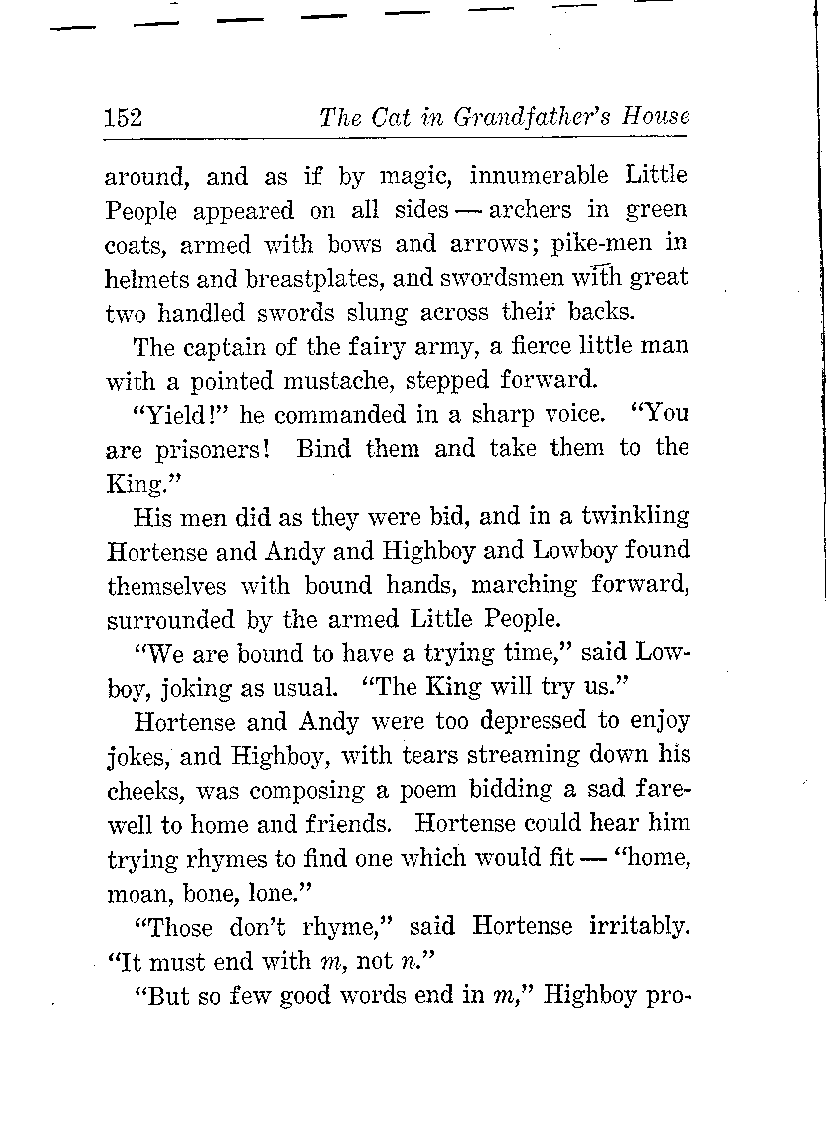 152 The Cat in Grandfather's House
around, and as if by magic, innumerable Little
People appeared on all sides — archers in green
coats, armed with bows and arrows; pike-men in
helmets and breastplates, and swordsmen with great
two handled swords slung across their backs.
The captain of the fairy army, a fierce little man
with a pointed mustache, stepped forward.
“Yield!” he commanded in a sharp voice. “You
are prisoners! Bind them and take them to the
King.”
His men did as they were bid, and in a twinkling
Hortense and Andy and Highboy and Lowboy found
themselves with bound hands, marching forward,
surrounded by the armed Little People.
“We are bound to have a trying time,” said Low-
boy, joking as usual. “The King will try us.”
Hortense and Andy were too depressed to enjoy
jokes, and Highboy, with tears streaming down his
cheeks, was composing a poem bidding a sad fare-
well to home and friends. Hortense could hear him
trying rhymes to find one which would fit — “home,
moan, bone, lone.”
“Those don't rhyme,” said Hortense irritably.
“It must end with m, not n.”
“But so few good words end in m,” Highboy pro-